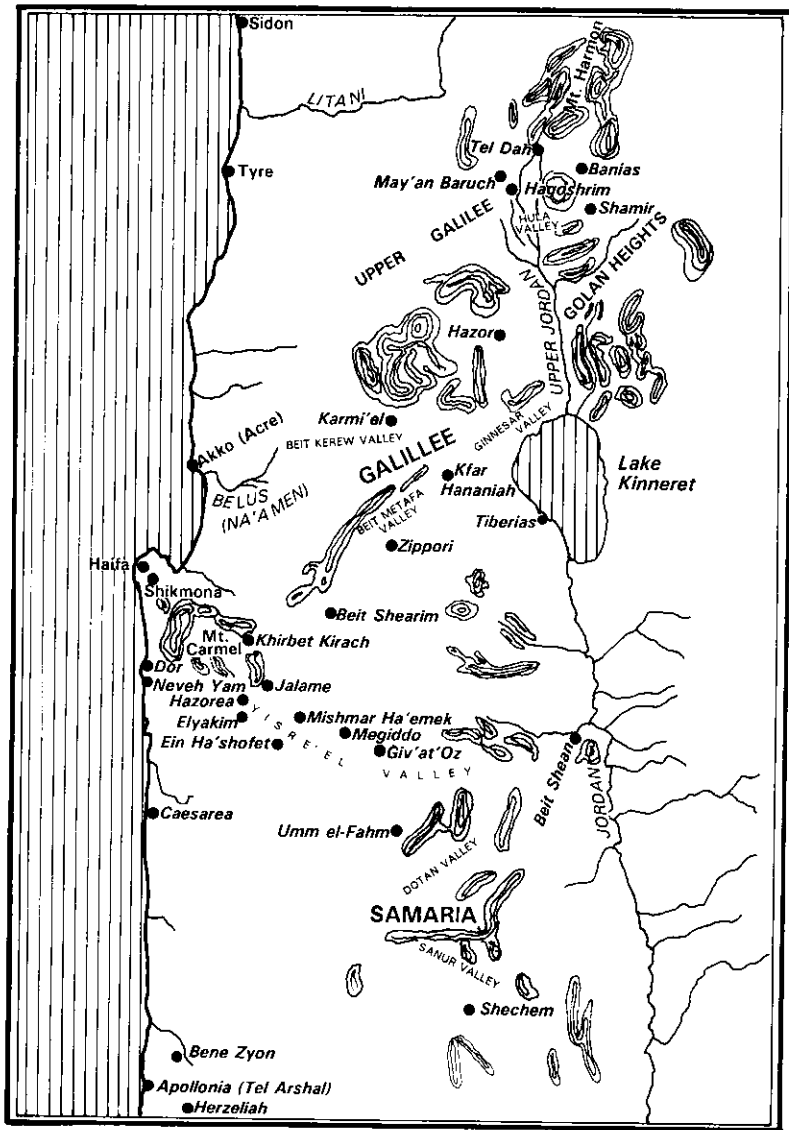 Sidon
LITANI
Mt. Harmon
Tel Dan
Tyre
Banias
May'an Baruch
Hagoshrim
Shamir
HULA
VALLEY
UPPER GALILEE
GOLAN HEIGHTS
UPPER JORDAN
Hazor
Karmi'el
BEIT KEREW VALLEY
GINNESAR
VALLEY
Akko (Acre)
GALILLEE
Kfar
Hananiah
Lake
Kinneret
BELUS
(NA'AMEN)
BEIT METAFA
VALLEY
Tiberias
Zippori
Haifa
Shikmona
Beit Shearim
Mt.
Carmel
Khirbet Kirach
Dor
Neveh Yam
Jalame
Hazorea
Elyakim
Mishmar Ha'emek
Megiddo
Ein Ha'shofet
Giv'at'Oz
YISRE'EL
VALLEY
Beit Shean
JORDAN
Caesarea
Umm el-Fahm
DOTAN VALLEY
SAMARIA
SANUR VALLEY
Shechem
Bene Zyon
Apollonia (Tel Arshal)
Herzeliah